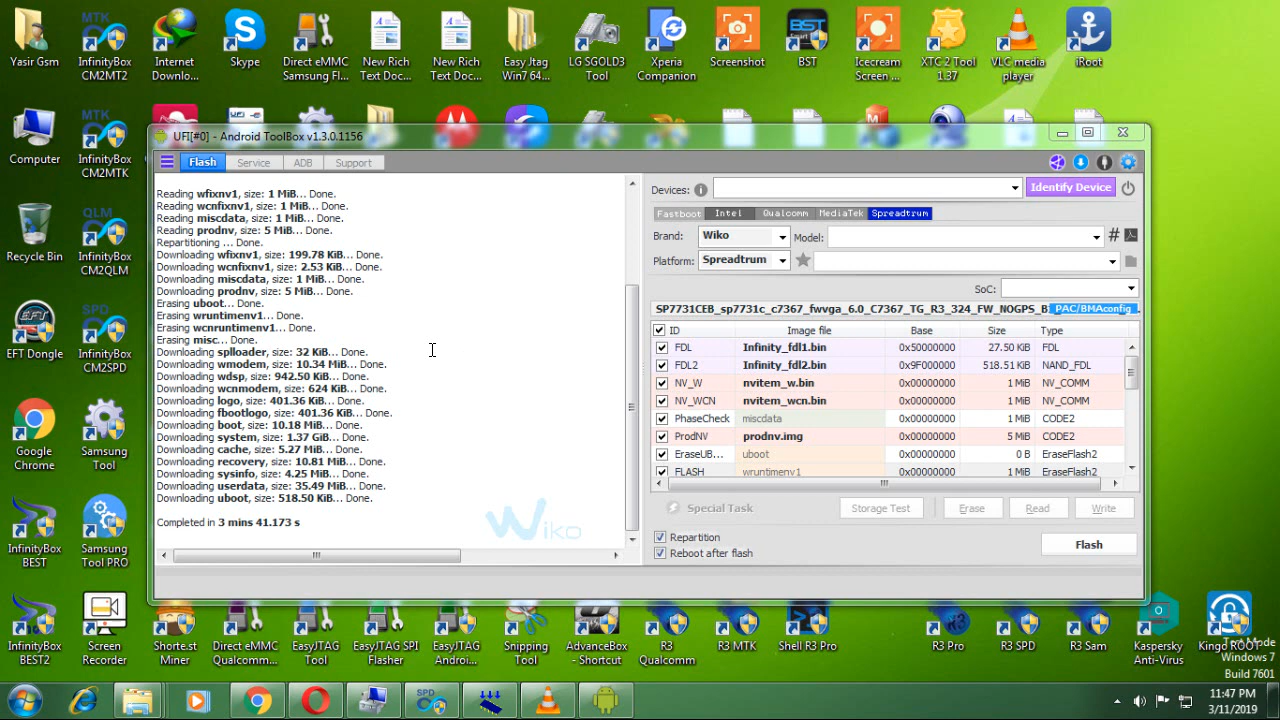 MTK
MTK
BST
Yasir Gsm
InfinityBox
CM2MT2
Internet
Downlo...
Skype
Direct eMMC
Samsung Fl...
New Rich
Text Doc...
New Rich
Text Doc...
Easy Jtag
Win7 64...
LG SGOLD3
Tool
Xperia
Companion
Screenshot
BST
Icecream
Screen ...
XTC 2 Tool
1.37
VLC media
player
iRoot
Computer
InfinityBox
CM2MTK
QLM
Recycle Bin
InfinityBox
CM2QLM
EFT
SPD
EFT Dongle
InfinityBox
CM2SPD
Google
Chrome
Samsung
Tool
InfinityBox
BEST
Samsung
Tool PRO
UFI[#0] - Android ToolBox v1.3.0.1156
Flash Service ADB Support
Reading wfixnv1, size: 1 MiB... Done.
Reading wcnfixnv1, size: 1 MiB... Done.
Reading miscdata, size: 1 MiB... Done.
Reading prodnv, size: 5 MiB... Done.
Repartitioning ... Done.
Downloading wfixnv1, size: 199.78 KiB... Done.
Downloading wcnfixnv1, size: 2.53 KiB... Done.
Downloading miscdata, size: 1 MiB... Done.
Downloading prodnv, size: 5 MiB... Done.
Erasing uboot... Done.
Erasing wruntimenv1... Done.
Erasing wcnruntimenv1... Done.
Erasing misc... Done.
Downloading splloader, size: 32 KiB... Done.
Downloading wmodem, size: 10.34 MiB... Done.
Downloading wdsp, size: 942.50 KiB... Done.
Downloading wcnmodem, size: 624 KiB... Done.
Downloading logo, size: 401.36 KiB... Done.
Downloading fbootlogo, size: 401.36 KiB... Done.
Downloading boot, size: 10.18 MiB... Done.
Downloading system, size: 1.37 GiB... Done.
Downloading cache, size: 5.27 MiB... Done.
Downloading recovery, size: 10.81 MiB... Done.
Downloading sysinfo, size: 4.25 MiB... Done.
Downloading userdata, size: 35.49 MiB... Done.
Downloading uboot, size: 518.50 KiB... Done.
Completed in 3 mins 41.173 s
Wiko
Devices: Identify Device
Fastboot Intel Qualcomm MediaTek Spreadtrum
Brand: Wiko Model: #
Platform: Spreadtrum
SoC:
SP7731CEB_sp7731c_c7367_fwvga_6.0_C7367_TG_R3_324_FW_NOGPS_B PAC/BMAconfig
ID Image file Base Size Type
FDL Infinity_fdl1.bin 0x50000000 27.50 KiB FDL
FDL2 Infinity_fdl2.bin 0x9F000000 518.51 KiB NAND_FDL
NV_W nvitem_w.bin 0x00000000 1 MiB NV_COMM
NV_WCN nvitem_wcn.bin 0x00000000 1 MiB NV_COMM
PhaseCheck miscdata 0x00000000 1 MiB CODE2
ProdNV prodnv.img 0x00000000 5 MiB CODE2
EraseUB... uboot 0x00000000 0 B EraseFlash2
FLASH wruntimenv1 0x00000000 1 MiB EraseFlash2
Special Task Storage Test Erase Read Write
Repartition
Reboot after flash
Flash
InfinityBox
BEST2
Screen
Recorder
Shorte.st
Miner
Direct eMMC
Qualcomm...
EasyJTAG
Tool
EasyJTAG SPI
Flasher
EasyJTAG
Androi...
Snipping
Tool
AdvanceBox
- Shortcut
R3
Qualcomm
R3 MTK
Shell R3 Pro
R3 Pro
R3 SPD
R3 Sam
Kaspersky
Anti-Virus
Kingo ROOT
Test Mode
Windows 7
Build 7601
SPD
11:47 PM
3/11/2019